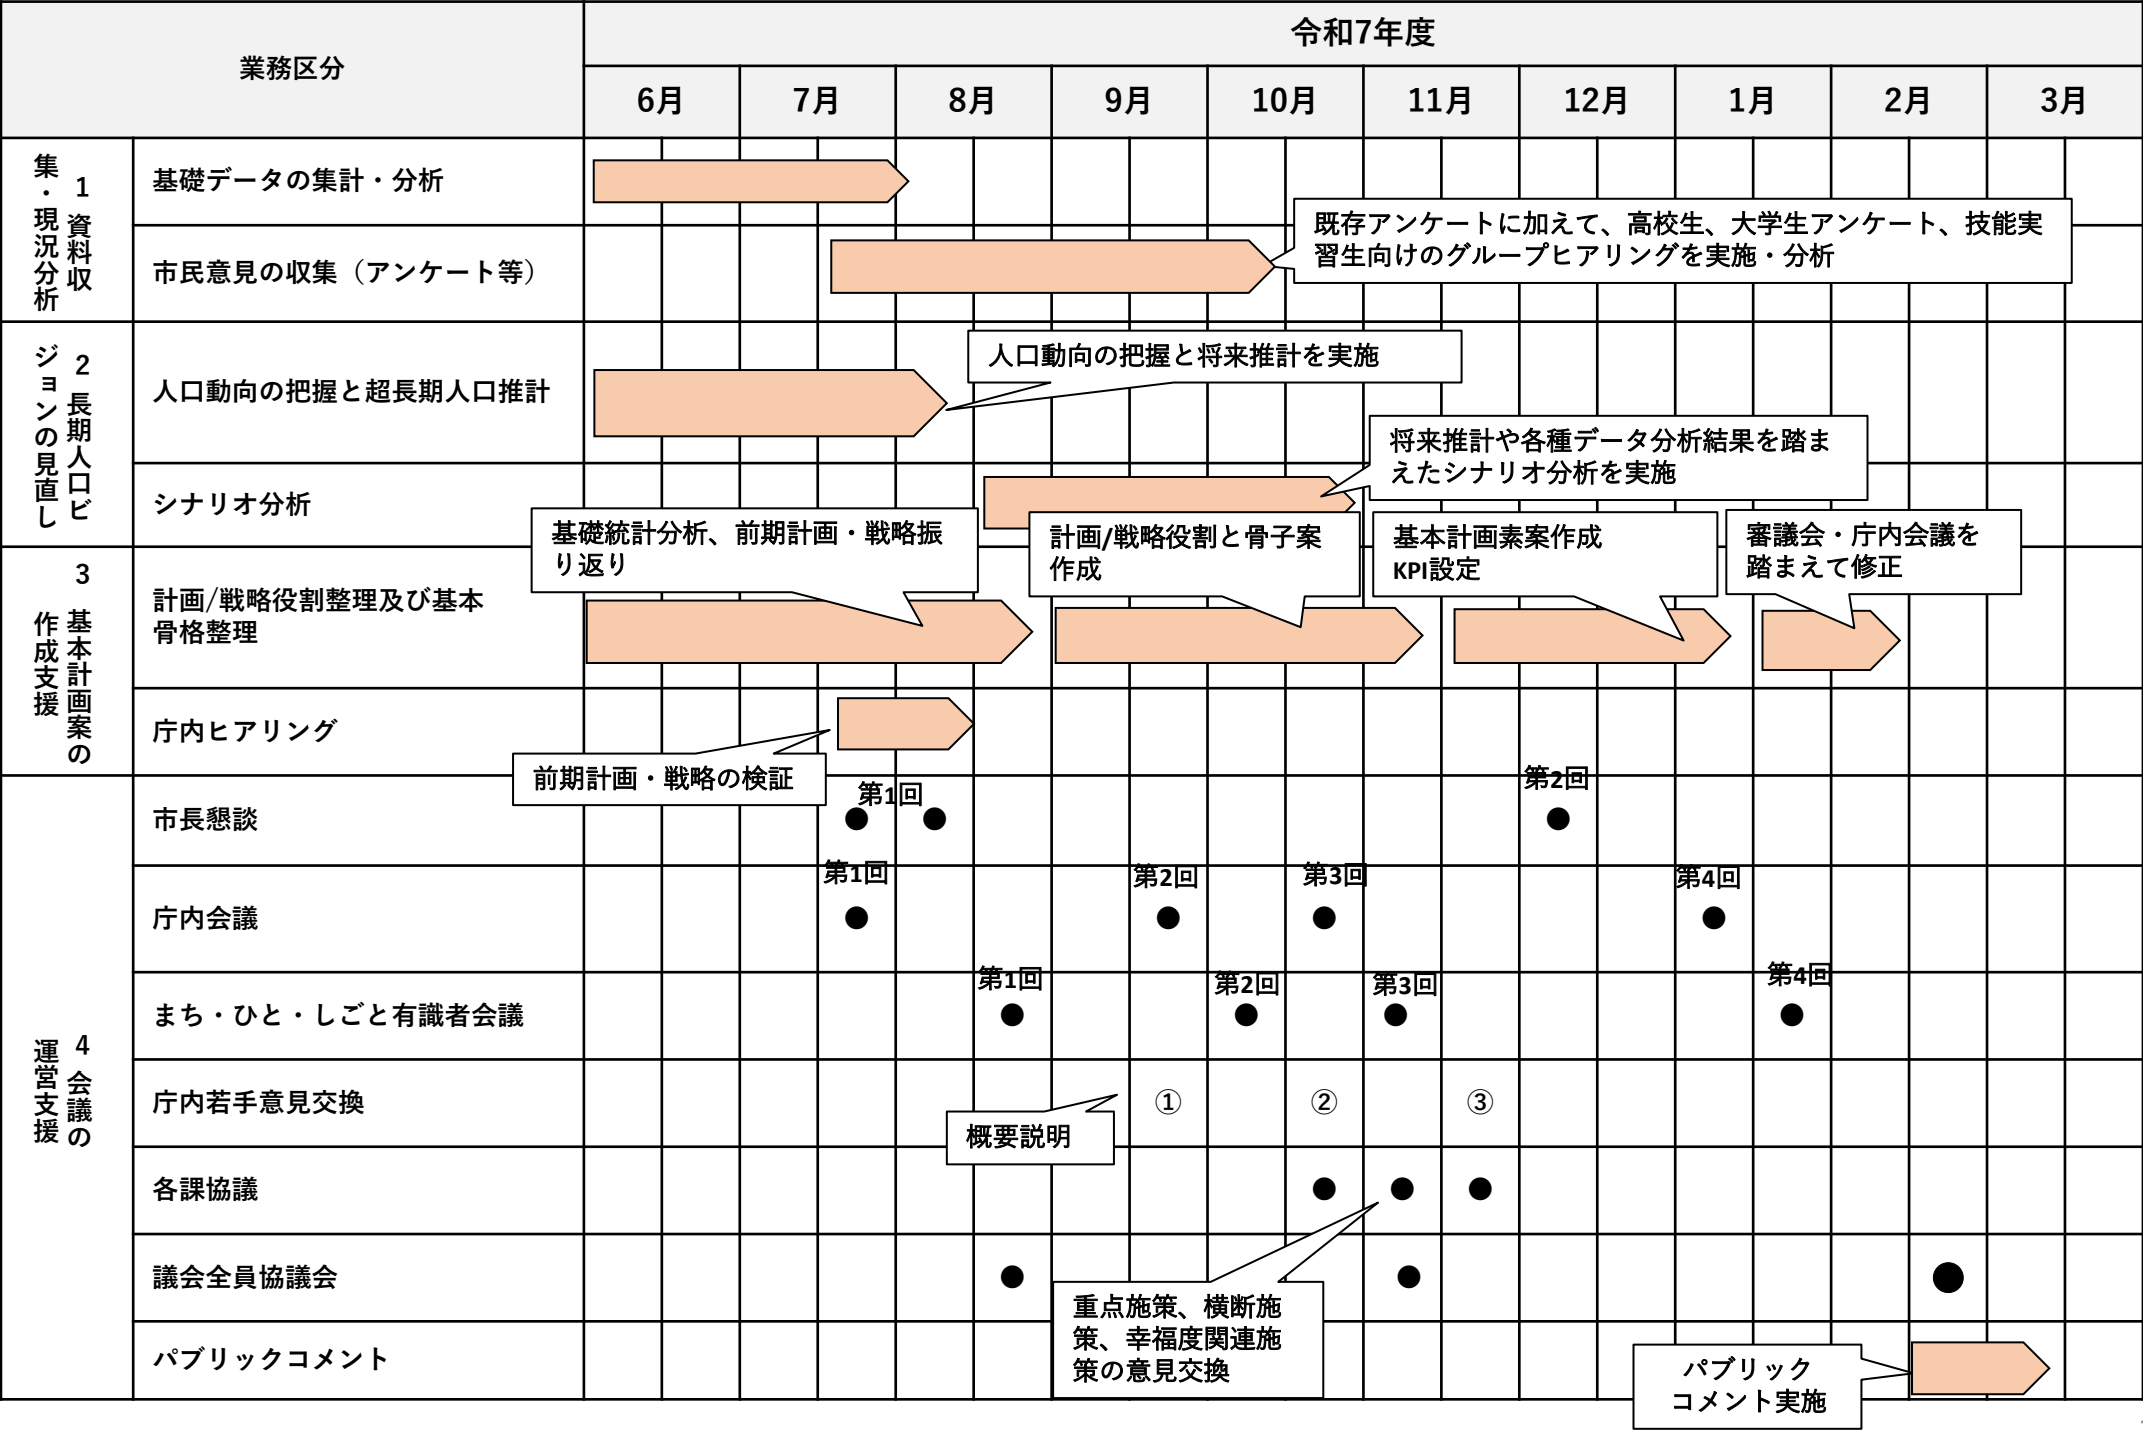 業務区分
令和7年度
6月
7月
8月
9月
10月
11月
12月
1月
2月
3月
1 資料収
集・現況分析
基礎データの集計・分析
既存アンケートに加えて、高校生、大学生アンケート、技能実
習生向けのグループヒアリングを実施・分析
市民意見の収集（アンケート等）
2 長期人口ビ
ジョンの見直し
人口動向の把握と将来推計を実施
人口動向の把握と超長期人口推計
将来推計や各種データ分析結果を踏ま
えたシナリオ分析を実施
シナリオ分析
基礎統計分析、前期計画・戦略振
り返り
計画/戦略役割と骨子案
作成
基本計画素案作成
KPI設定
審議会・庁内会議を
踏まえて修正
3 基本計画案の
作成支援
計画/戦略役割整理及び基本
骨格整理
庁内ヒアリング
前期計画・戦略の検証
4 会議の
運営支援
市長懇談
第1回
第2回
庁内会議
第1回
第2回
第3回
第4回
まち・ひと・しごと有識者会議
第1回
第2回
第3回
第4回
庁内若手意見交換
①
②
③
概要説明
各課協議
議会全員協議会
重点施策、横断施
策、幸福度関連施
策の意見交換
パブリックコメント
パブリック
コメント実施